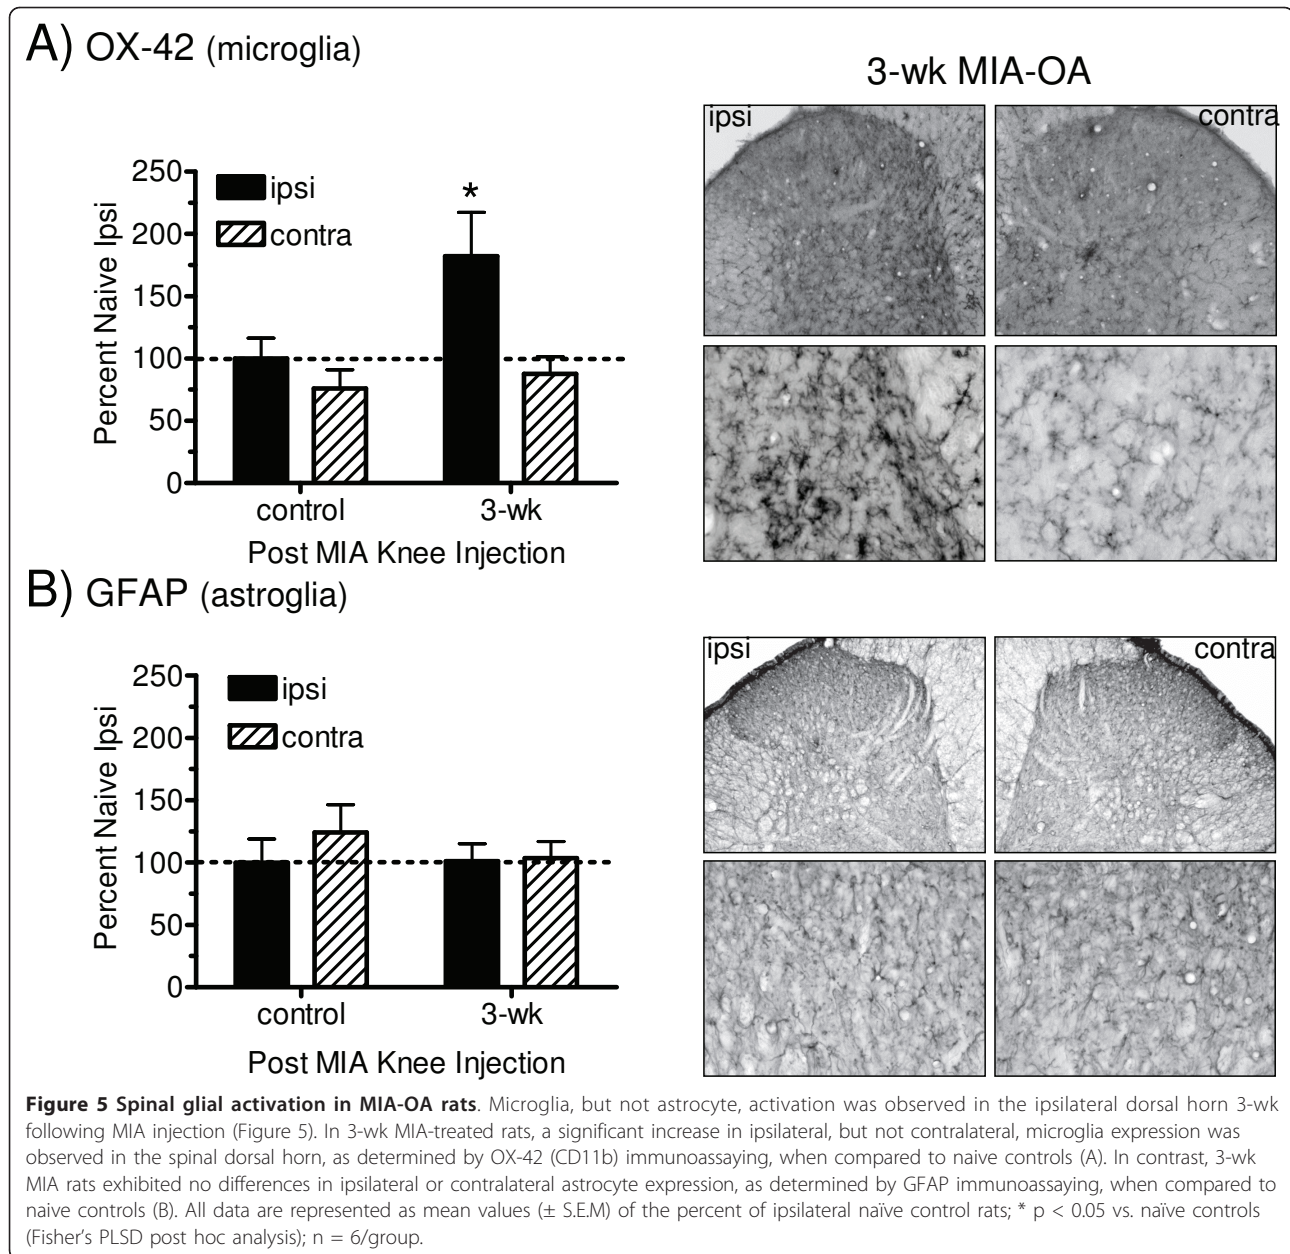 A) OX-42 (microglia)
3-wk MIA-OA
ipsi
contra
250
200
150
100
50
0
Percent Naive Ipsi
ipsi
contra
*
control
3-wk
Post MIA Knee Injection
B) GFAP (astroglia)
ipsi
contra
250
200
150
100
50
0
Percent Naive Ipsi
ipsi
contra
control
3-wk
Post MIA Knee Injection
Figure 5 Spinal glial activation in MIA-OA rats. Microglia, but not astrocyte, activation was observed in the ipsilateral dorsal horn 3-wk
following MIA injection (Figure 5). In 3-wk MIA-treated rats, a significant increase in ipsilateral, but not contralateral, microglia expression was
observed in the spinal dorsal horn, as determined by OX-42 (CD11b) immunoassaying, when compared to naive controls (A). In contrast, 3-wk
MIA rats exhibited no differences in ipsilateral or contralateral astrocyte expression, as determined by GFAP immunoassaying, when compared to
naive controls (B). All data are represented as mean values (± S.E.M) of the percent of ipsilateral naïve control rats; * p < 0.05 vs. naïve controls
(Fisher's PLSD post hoc analysis); n = 6/group.